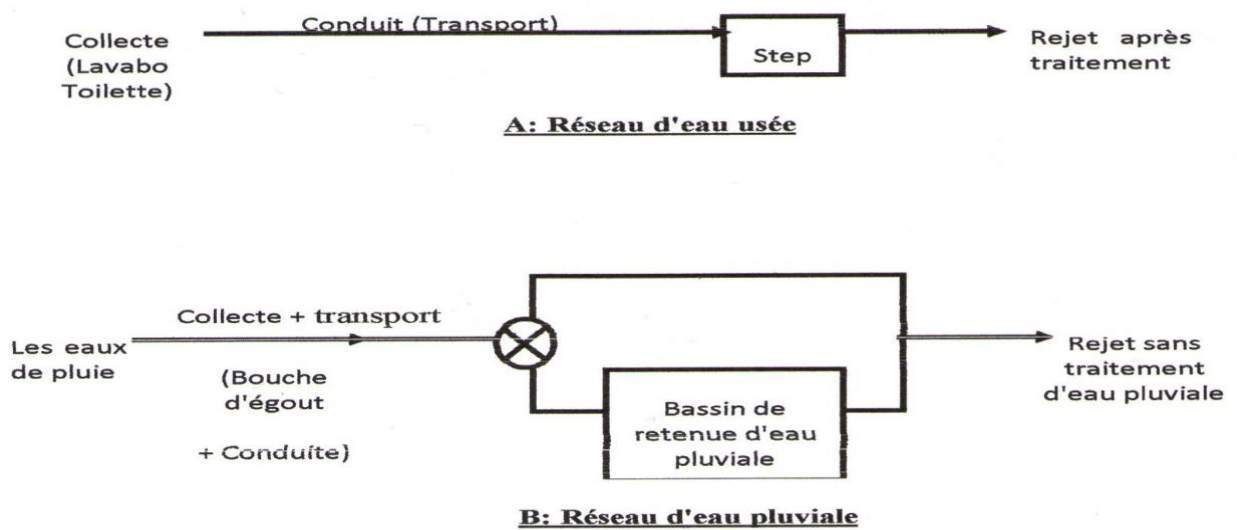 Conduit (Transport)
Collecte
(Lavabo
Toilette)
Step
Rejet après
traitement
A: Réseau d'eau usée
Collecte + transport
Les eaux
de pluie
(Bouche
d'égout
+ Conduite)
Bassin de
retenue d'eau
pluviale
Rejet sans
traitement
d'eau pluviale
B: Réseau d'eau pluviale